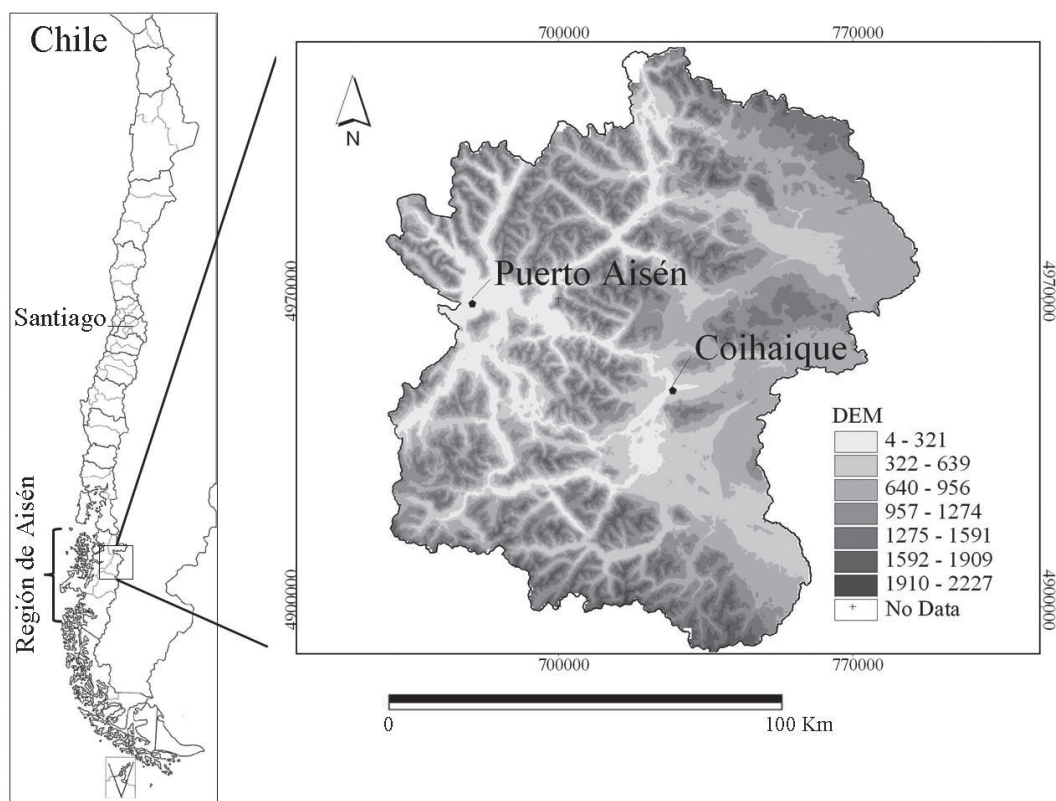 Chile
Santiago
Región de Aisén
700000
770000
N
4970000
4970000
Puerto Aisén
Coihaique
DEM
4 - 321
322 - 639
640 - 956
957 - 1274
1275 - 1591
1592 - 1909
1910 - 2227
No Data
4900000
4900000
700000
770000
0
100 Km